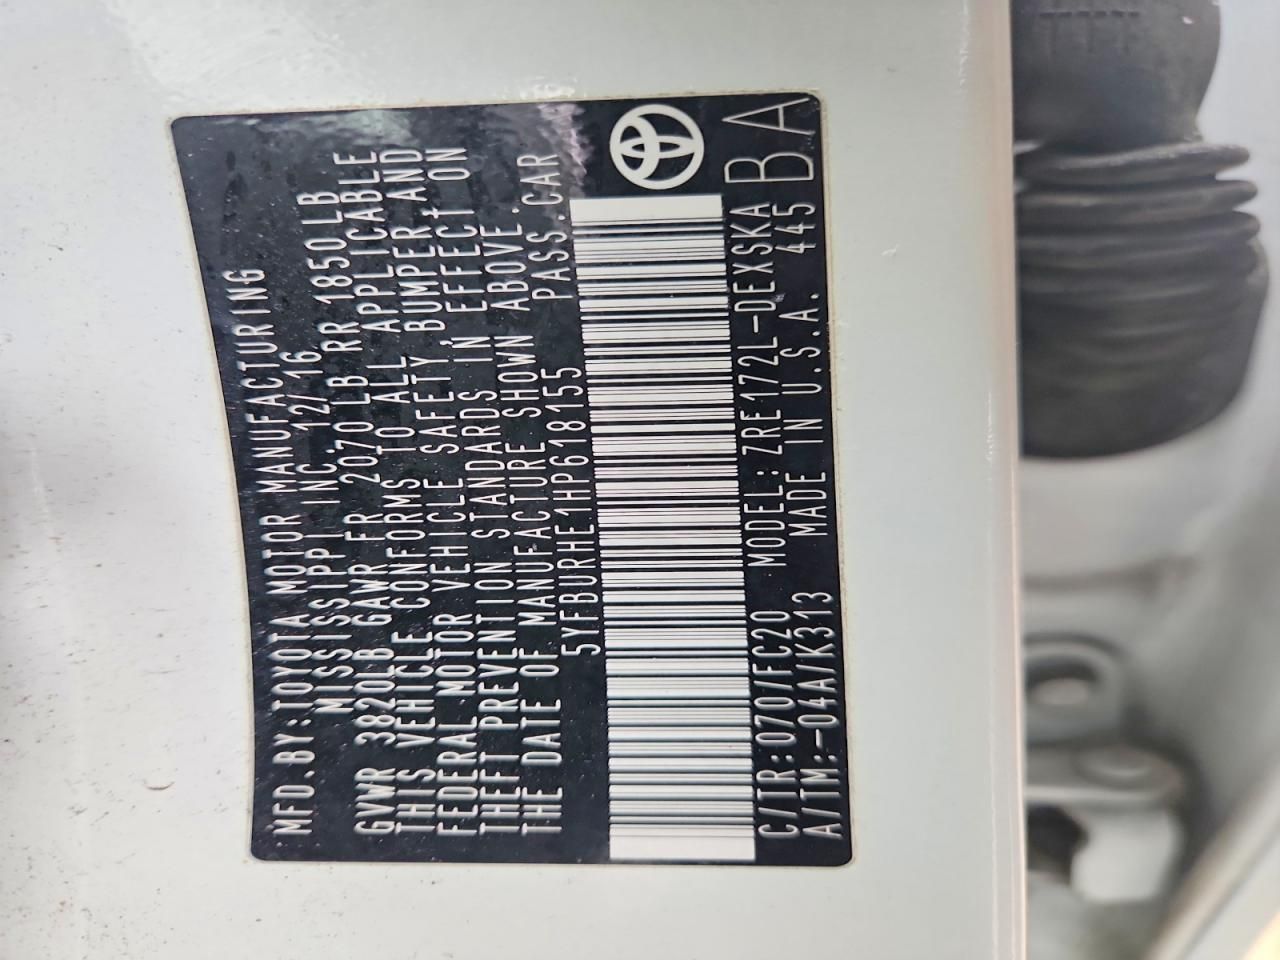 MFD.BY:TOYOTA MOTOR MANUFACTURING
MISSISSIPPI INC. 12/16
GVWR 3820LB GAWR FR 2070LB RR 1850LB
THIS VEHICLE CONFORMS TO ALL APPLICABLE
FEDERAL MOTOR VEHICLE SAFETY,BUMPER,AND
THEFT PREVENTION STANDARDS IN EFFECT ON
THE DATE OF MANUFACTURE SHOWN ABOVE.
5YFBURHE1HP618155 PASS.CAR
C/TR:070/FC20 MODEL:ZRE172L-DEXSKA
A/TM:-04A/K313 MADE IN U.S.A. 445 BA